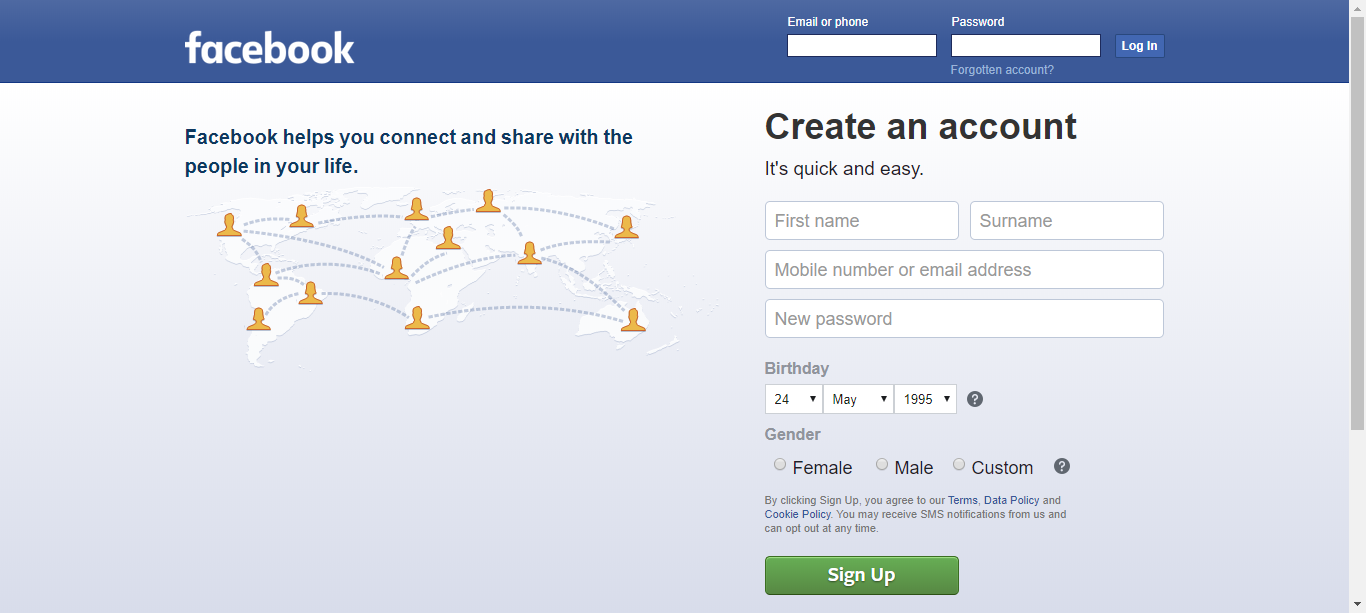 facebook
Email or phone
Password
Log In
Forgotten account?
Facebook helps you connect and share with the
people in your life.
Create an account
It's quick and easy.
First name
Surname
Mobile number or email address
New password
Birthday
24 May 1995 ?
Gender
Female Male Custom ?
By clicking Sign Up, you agree to our Terms, Data Policy and
Cookie Policy. You may receive SMS notifications from us and
can opt out at any time.
Sign Up